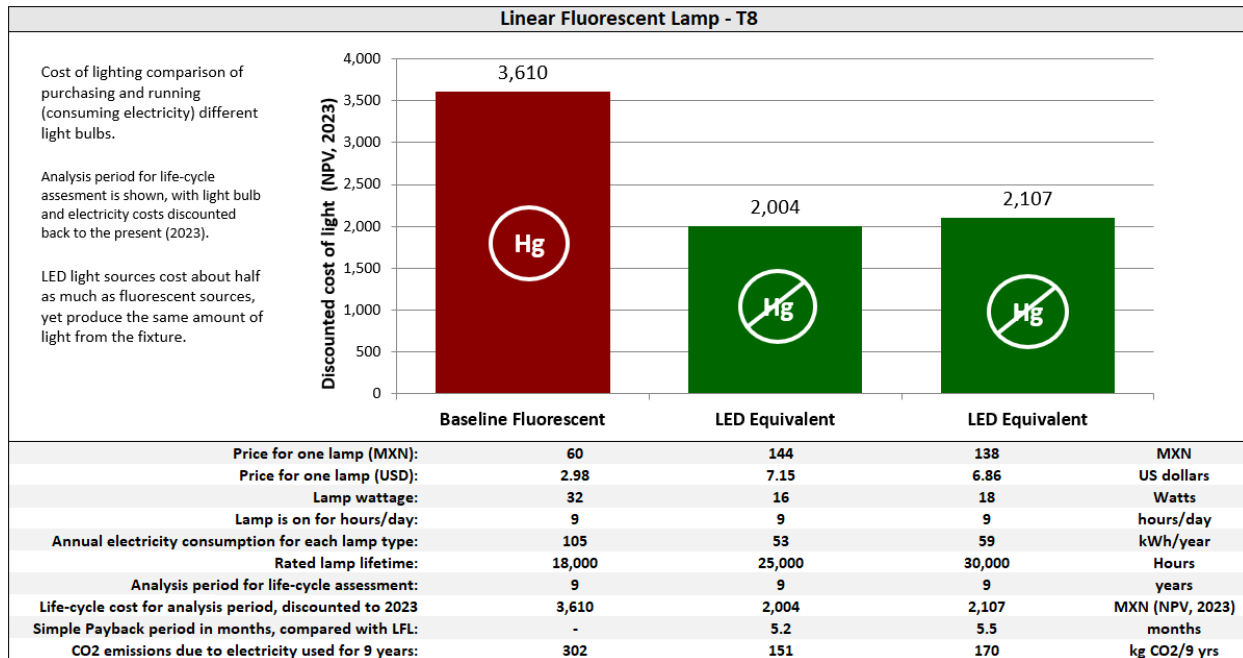 Linear Fluorescent Lamp - T8
Cost of lighting comparison of
purchasing and running
(consuming electricity) different
light bulbs.
Analysis period for life-cycle
assesment is shown, with light bulb
and electricity costs discounted
back to the present (2023).
LED light sources cost about half
as much as fluorescent sources,
yet produce the same amount of
light from the fixture.
Discounted cost of light (NPV, 2023)
4,000
3,500
3,000
2,500
2,000
1,500
1,000
500
0
3,610
2,004
2,107
Hg
Hg
Hg
Baseline Fluorescent LED Equivalent LED Equivalent
Price for one lamp (MXN): 60 144 138 MXN
Price for one lamp (USD): 2.98 7.15 6.86 US dollars
Lamp wattage: 32 16 18 Watts
Lamp is on for hours/day: 9 9 9 hours/day
Annual electricity consumption for each lamp type: 105 53 59 kWh/year
Rated lamp lifetime: 18,000 25,000 30,000 Hours
Analysis period for life-cycle assessment: 9 9 9 years
Life-cycle cost for analysis period, discounted to 2023 3,610 2,004 2,107 MXN (NPV, 2023)
Simple Payback period in months, compared with LFL: - 5.2 5.5 months
CO2 emissions due to electricity used for 9 years: 302 151 170 kg CO2/9 yrs